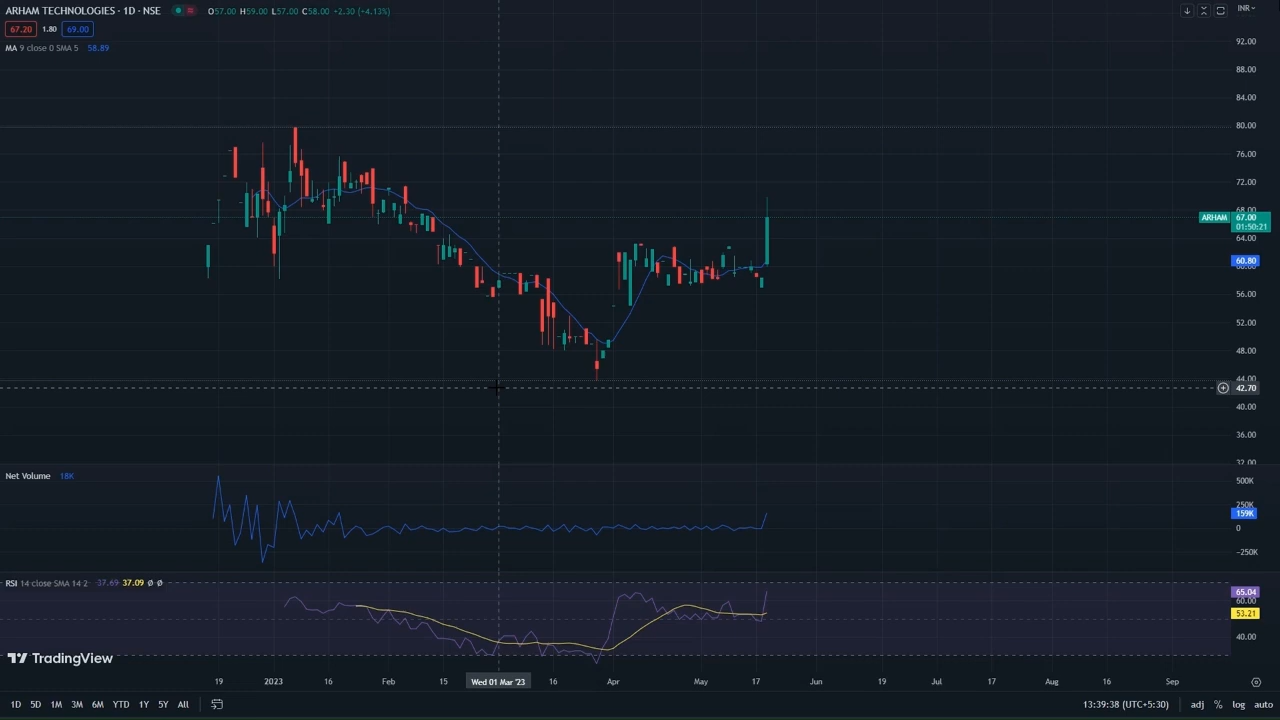 ARHAM TECHNOLOGIES · 1D · NSE O57.00 H59.00 L57.00 C58.00 +2.30 (+4.13%)
67.20 1.80 69.00
MA 9 close 0 SMA 5 58.89
INR
92.00
88.00
84.00
80.00
76.00
72.00
68.00
ARHAM 67.00
01:50:21
64.00
60.80
60.00
56.00
52.00
48.00
44.00
42.70
40.00
36.00
32.00
Net Volume 18K
500K
250K
159K
0
−250K
RSI 14 close SMA 14 2 37.69 37.09 Ø Ø
65.04
60.00
53.21
40.00
TradingView
19 2023 16 Feb 15 Wed 01 Mar '23 16 Apr May 17 Jun 19 Jul 17 Aug 16 Sep
1D 5D 1M 3M 6M YTD 1Y 5Y All 13:39:38 (UTC+5:30) adj % log auto